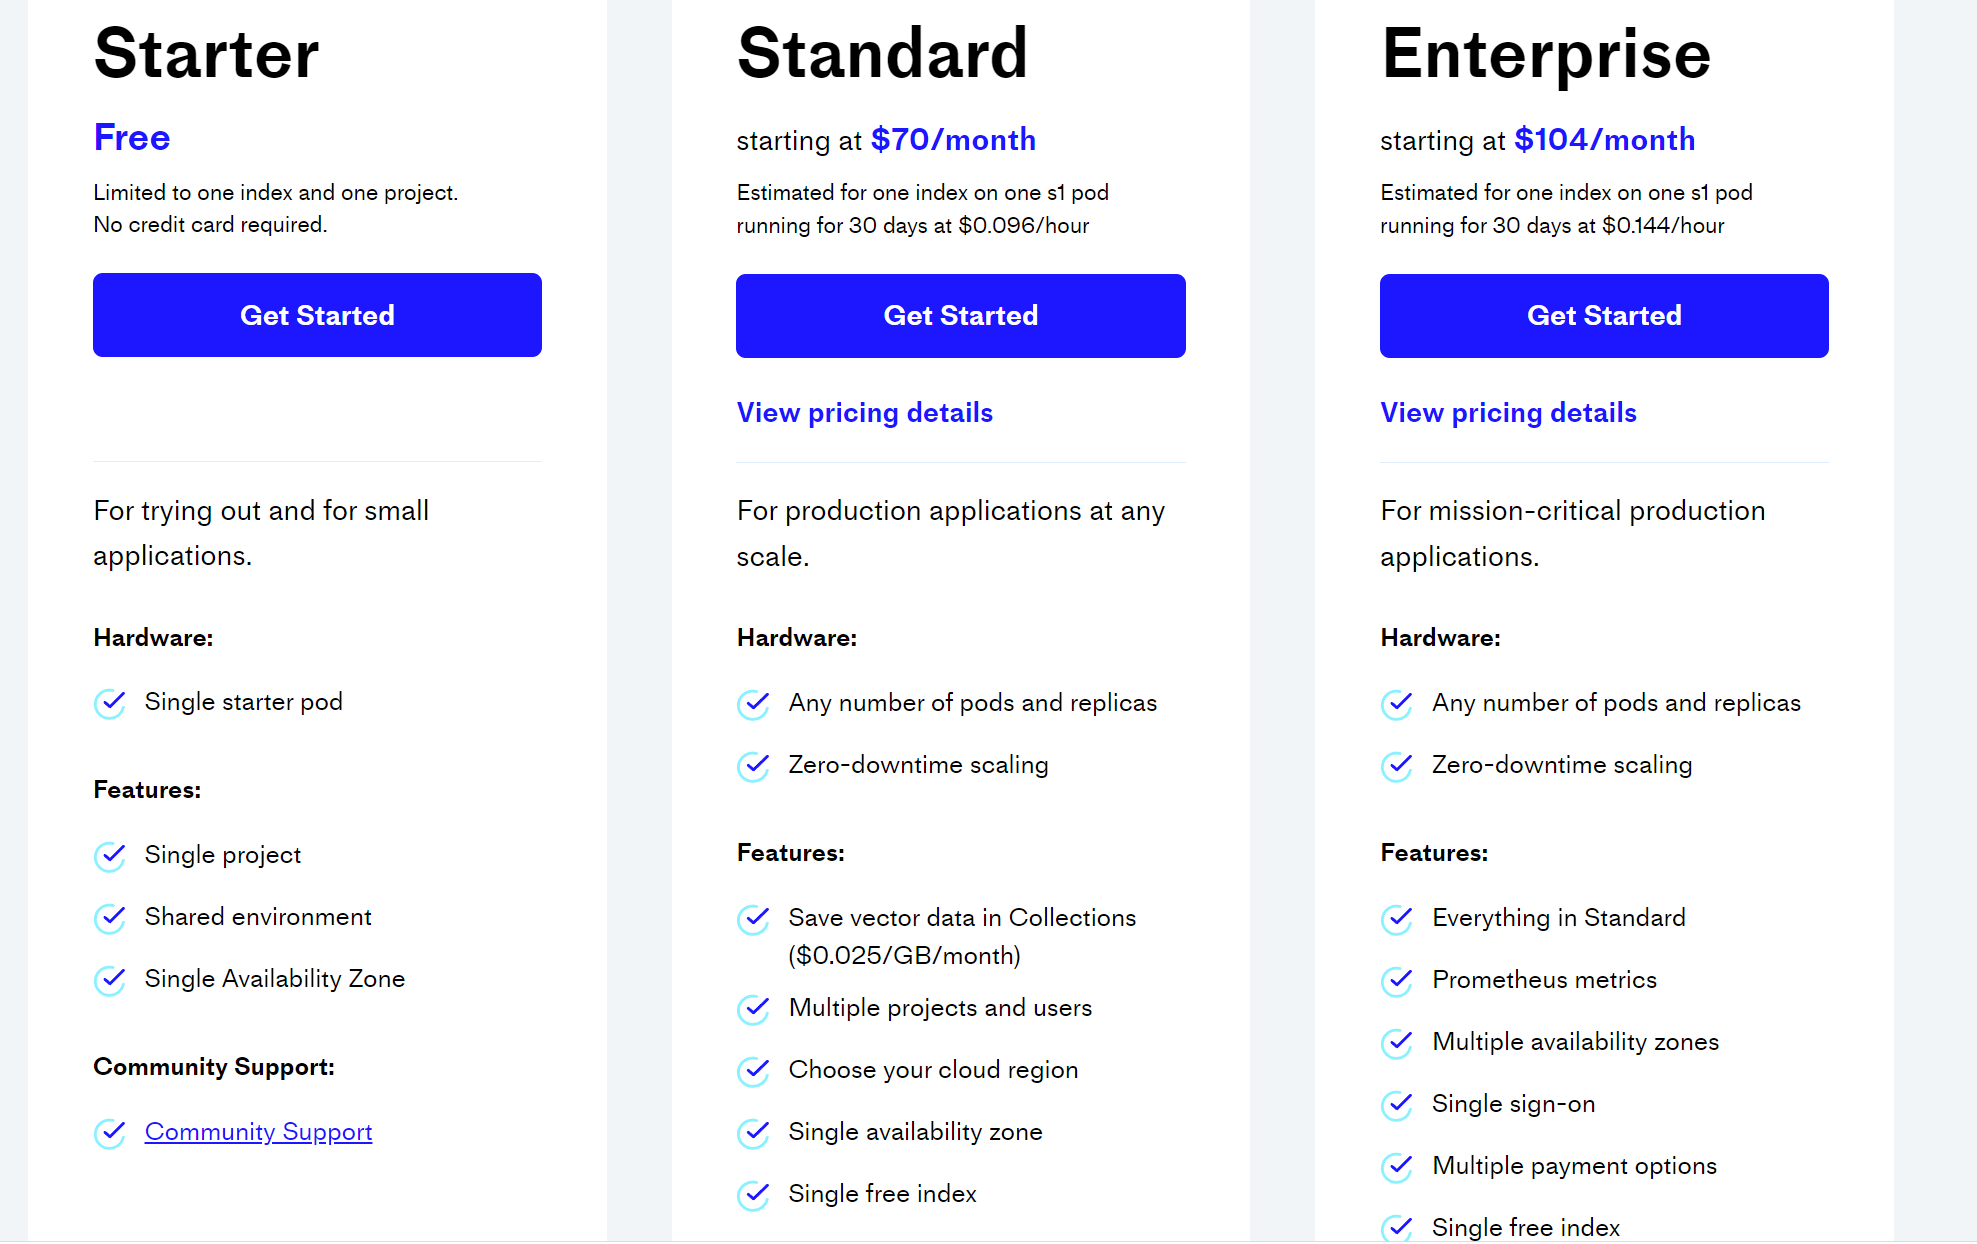 Starter
Free
Limited to one index and one project.
No credit card required.
Get Started
For trying out and for small
applications.
Hardware:
Single starter pod
Features:
Single project
Shared environment
Single Availability Zone
Community Support:
Community Support
Standard
starting at $70/month
Estimated for one index on one s1 pod
running for 30 days at $0.096/hour
Get Started
View pricing details
For production applications at any
scale.
Hardware:
Any number of pods and replicas
Zero-downtime scaling
Features:
Save vector data in Collections
($0.025/GB/month)
Multiple projects and users
Choose your cloud region
Single availability zone
Single free index
Enterprise
starting at $104/month
Estimated for one index on one s1 pod
running for 30 days at $0.144/hour
Get Started
View pricing details
For mission-critical production
applications.
Hardware:
Any number of pods and replicas
Zero-downtime scaling
Features:
Everything in Standard
Prometheus metrics
Multiple availability zones
Single sign-on
Multiple payment options
Single free index